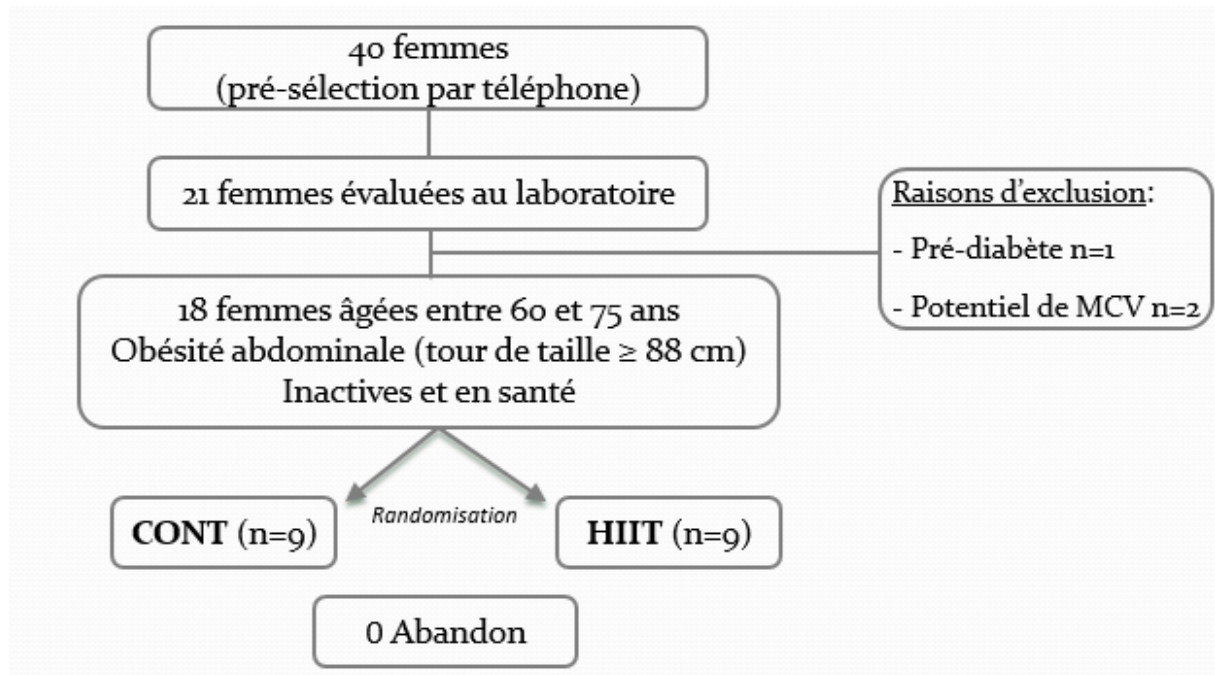 40 femmes
(pré-sélection par téléphone)
21 femmes évaluées au laboratoire
Raisons d'exclusion:
- Pré-diabète n=1
- Potentiel de MCV n=2
18 femmes âgées entre 60 et 75 ans
Obésité abdominale (tour de taille ≥ 88 cm)
Inactives et en santé
CONT (n=9)
Randomisation
HIIT (n=9)
0 Abandon